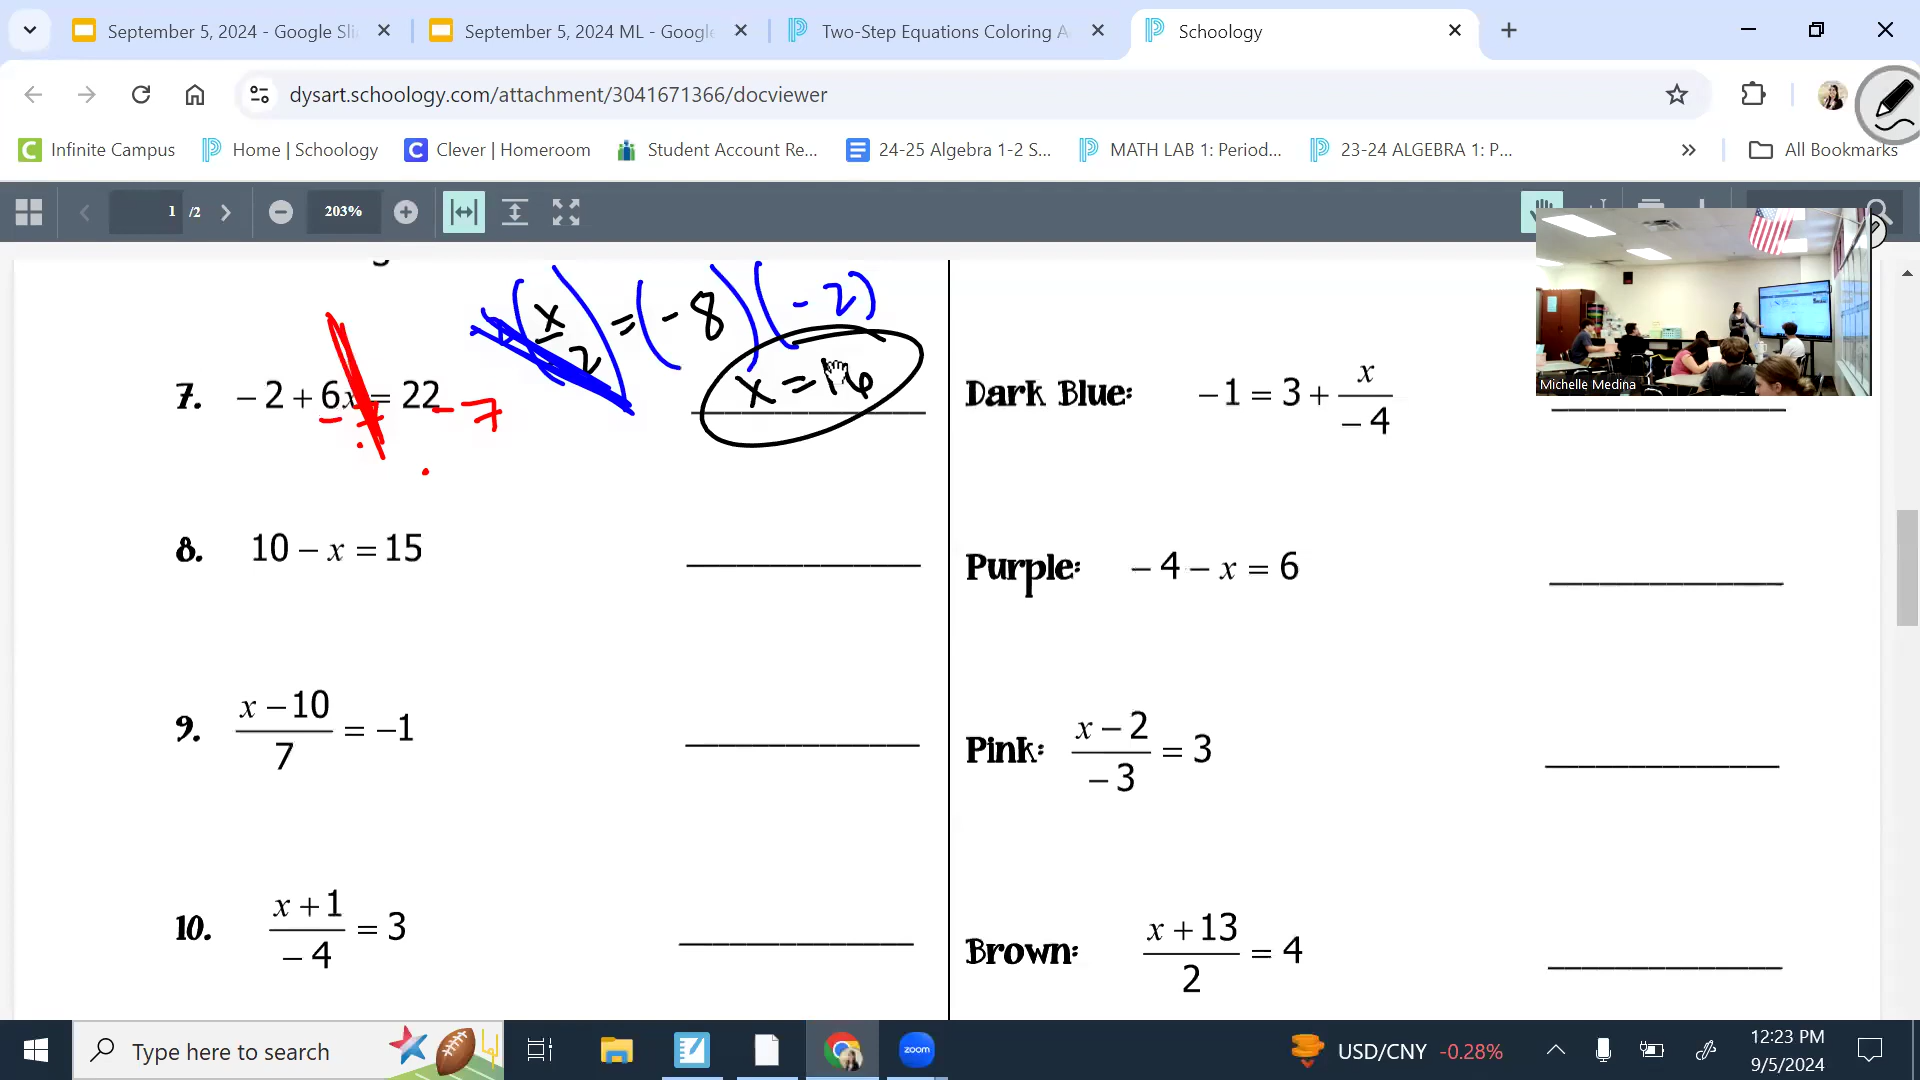 September 5, 2024 - Google Sli
September 5, 2024 ML - Google
Two-Step Equations Coloring A
Schoology
dysart.schoology.com/attachment/3041671366/docviewer
Infinite Campus
Home | Schoology
Clever | Homeroom
Student Account Re...
24-25 Algebra 1-2 S...
MATH LAB 1: Period...
23-24 ALGEBRA 1: P...
All Bookmarks
1 /2
203%
(x/2) = (-8)(-2)
x = 16
7. -2 + 6x = 22
-7 -7
8. 10 - x = 15
9. (x - 10)/7 = -1
10. (x + 1)/-4 = 3
Dark Blue: -1 = 3 + x/-4
Purple: -4 - x = 6
Pink: (x - 2)/-3 = 3
Brown: (x + 13)/2 = 4
Michelle Medina
Type here to search
zoom
USD/CNY -0.28%
12:23 PM
9/5/2024